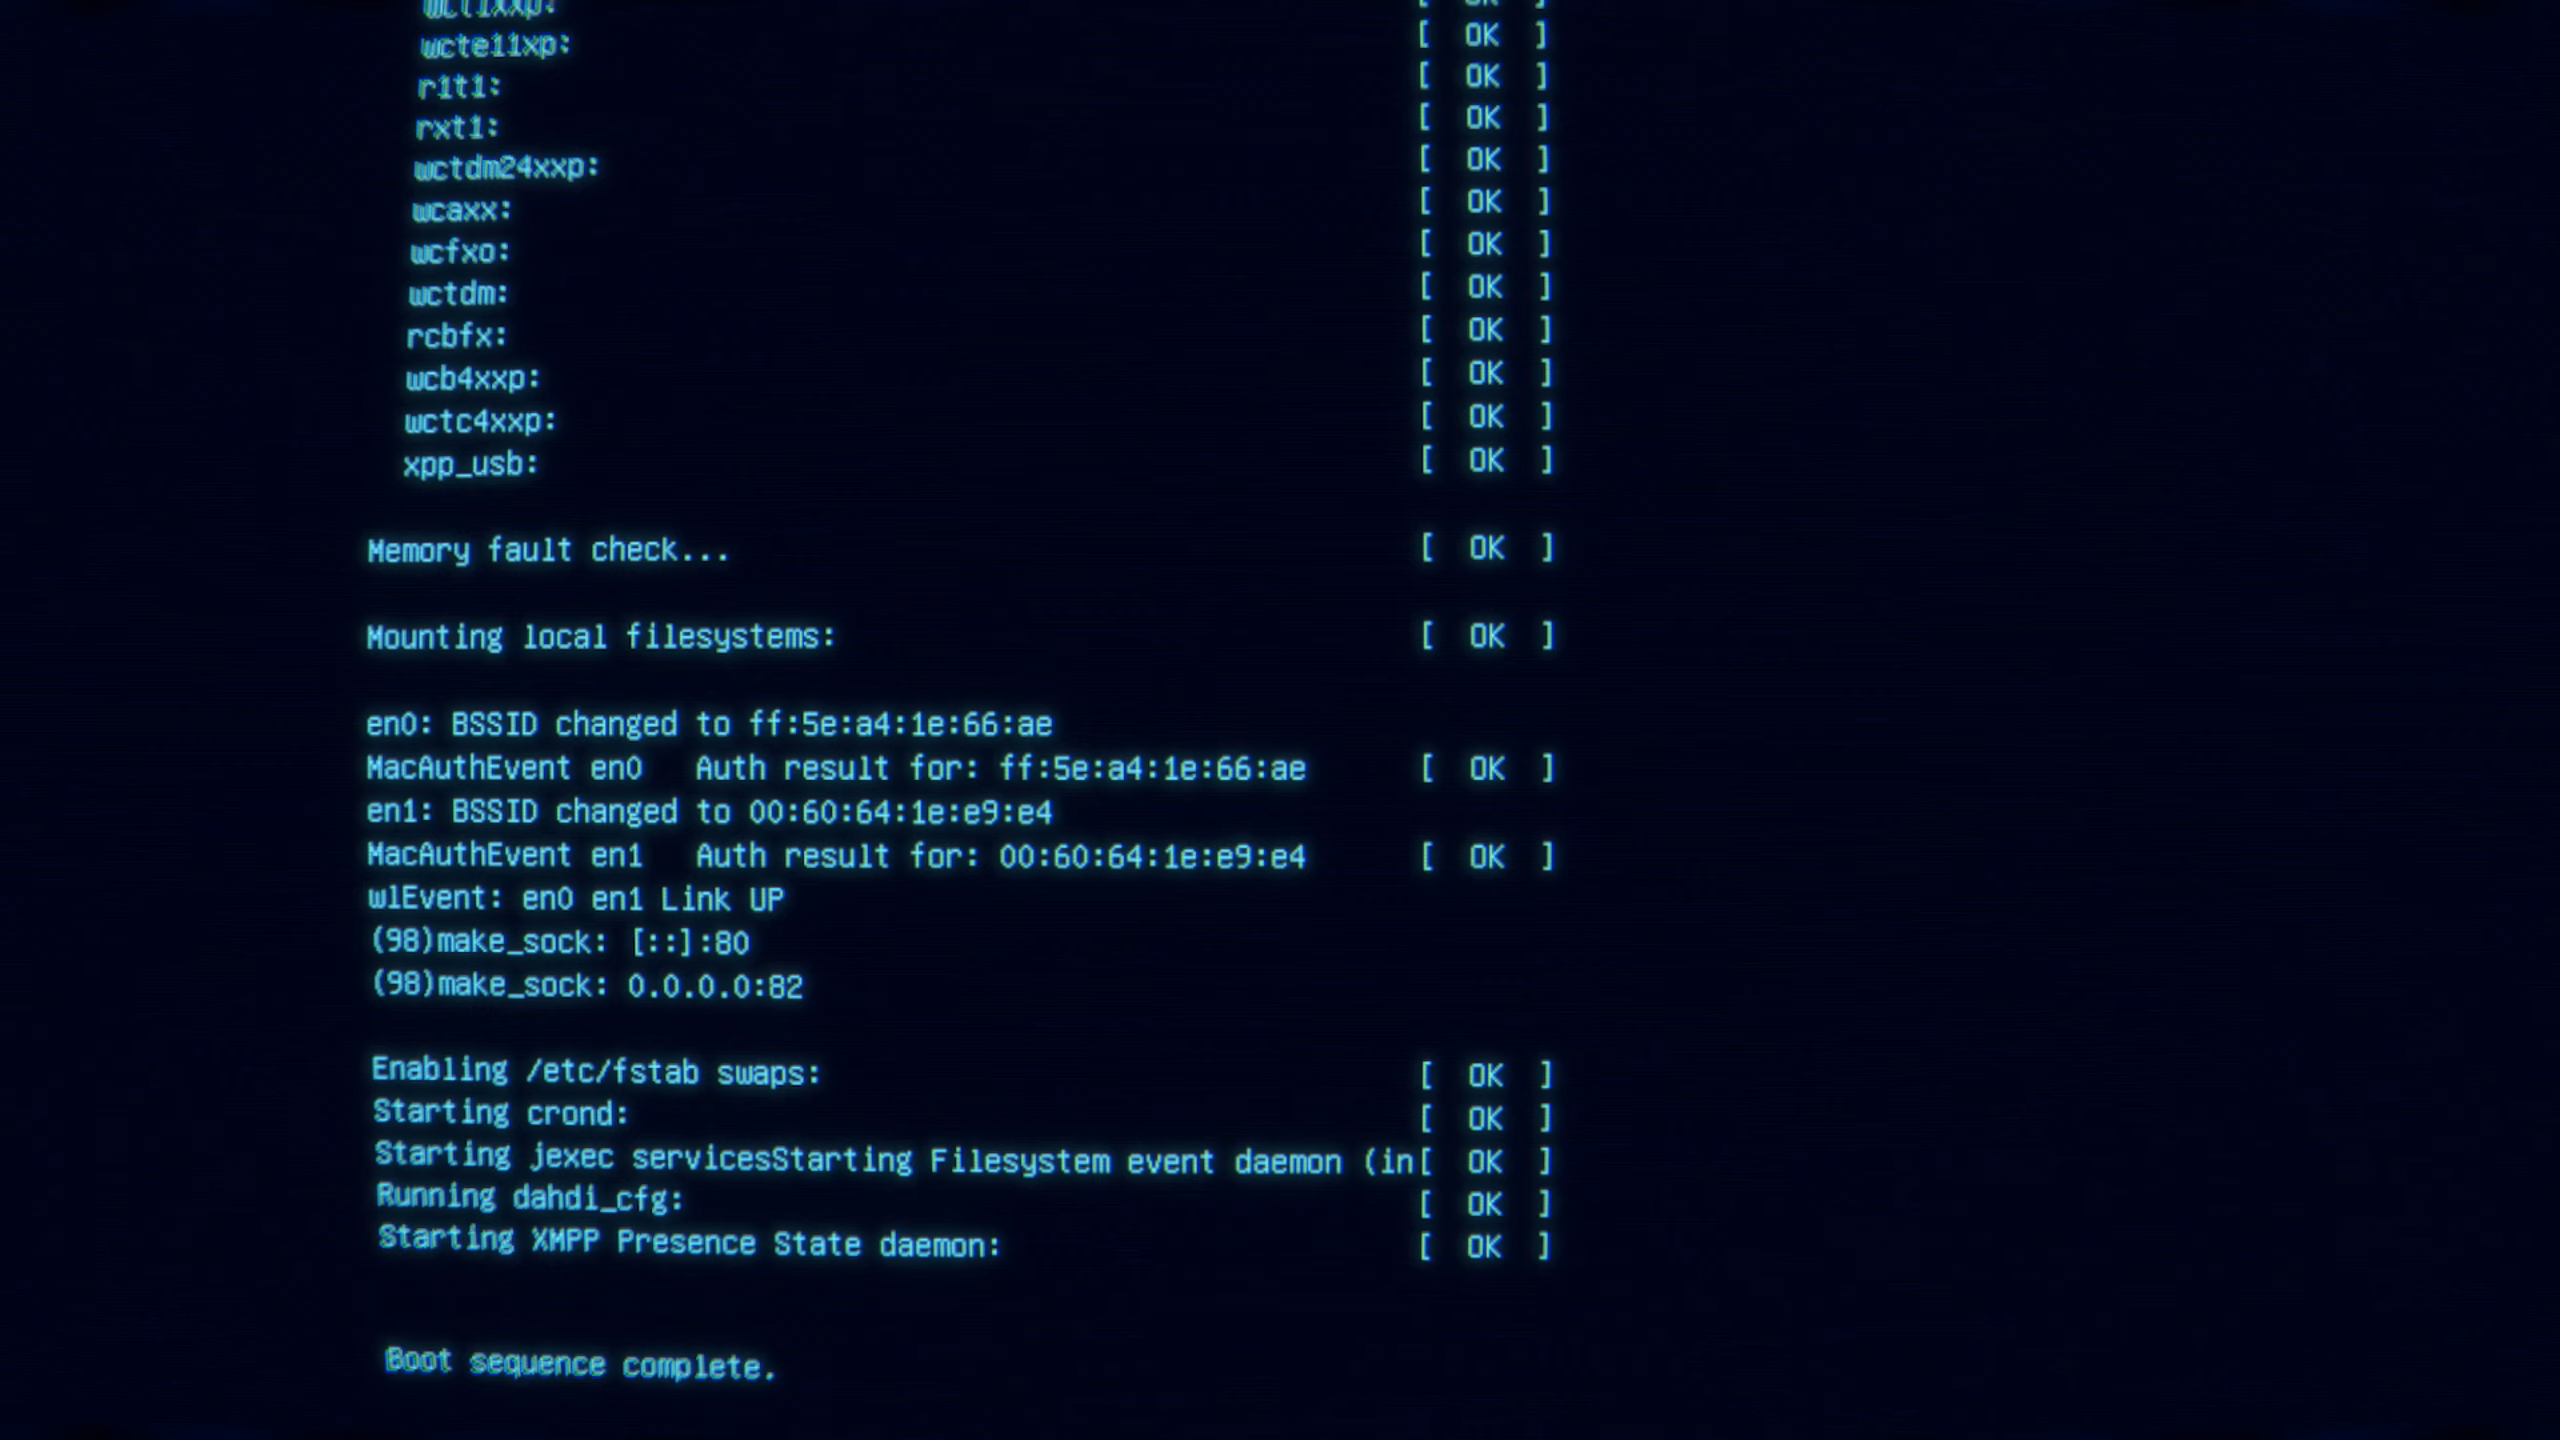 [ OK ]
wcte11xp: [ OK ]
r1t1: [ OK ]
rxt1: [ OK ]
wctdm24xxp: [ OK ]
wcaxx: [ OK ]
wcfxo: [ OK ]
wctdm: [ OK ]
rcbfx: [ OK ]
wcb4xxp: [ OK ]
wctc4xxp: [ OK ]
xpp_usb: [ OK ]
Memory fault check... [ OK ]
Mounting local filesystems: [ OK ]
en0: BSSID changed to ff:5e:a4:1e:66:ae
MacAuthEvent en0 Auth result for: ff:5e:a4:1e:66:ae [ OK ]
en1: BSSID changed to 00:60:64:1e:e9:e4
MacAuthEvent en1 Auth result for: 00:60:64:1e:e9:e4 [ OK ]
wlEvent: en0 en1 Link UP
(98)make_sock: [::]:80
(98)make_sock: 0.0.0.0:82
Enabling /etc/fstab swaps: [ OK ]
Starting crond: [ OK ]
Starting jexec servicesStarting Filesystem event daemon (in[ OK ]
Running dahdi_cfg: [ OK ]
Starting XMPP Presence State daemon: [ OK ]
Boot sequence complete.